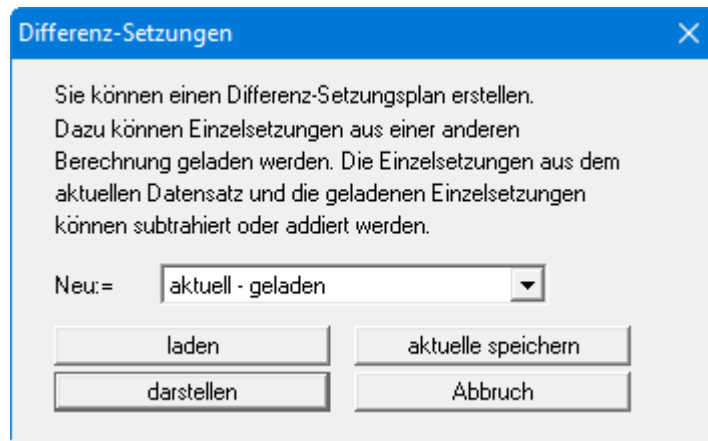 Differenz-Setzungen
Sie können einen Differenz-Setzungsplan erstellen.
Dazu können Einzelsetzungen aus einer anderen
Berechnung geladen werden. Die Einzelsetzungen aus dem
aktuellen Datensatz und die geladenen Einzelsetzungen
können subtrahiert oder addiert werden.
Neu:= aktuell - geladen
laden aktuelle speichern
darstellen Abbruch